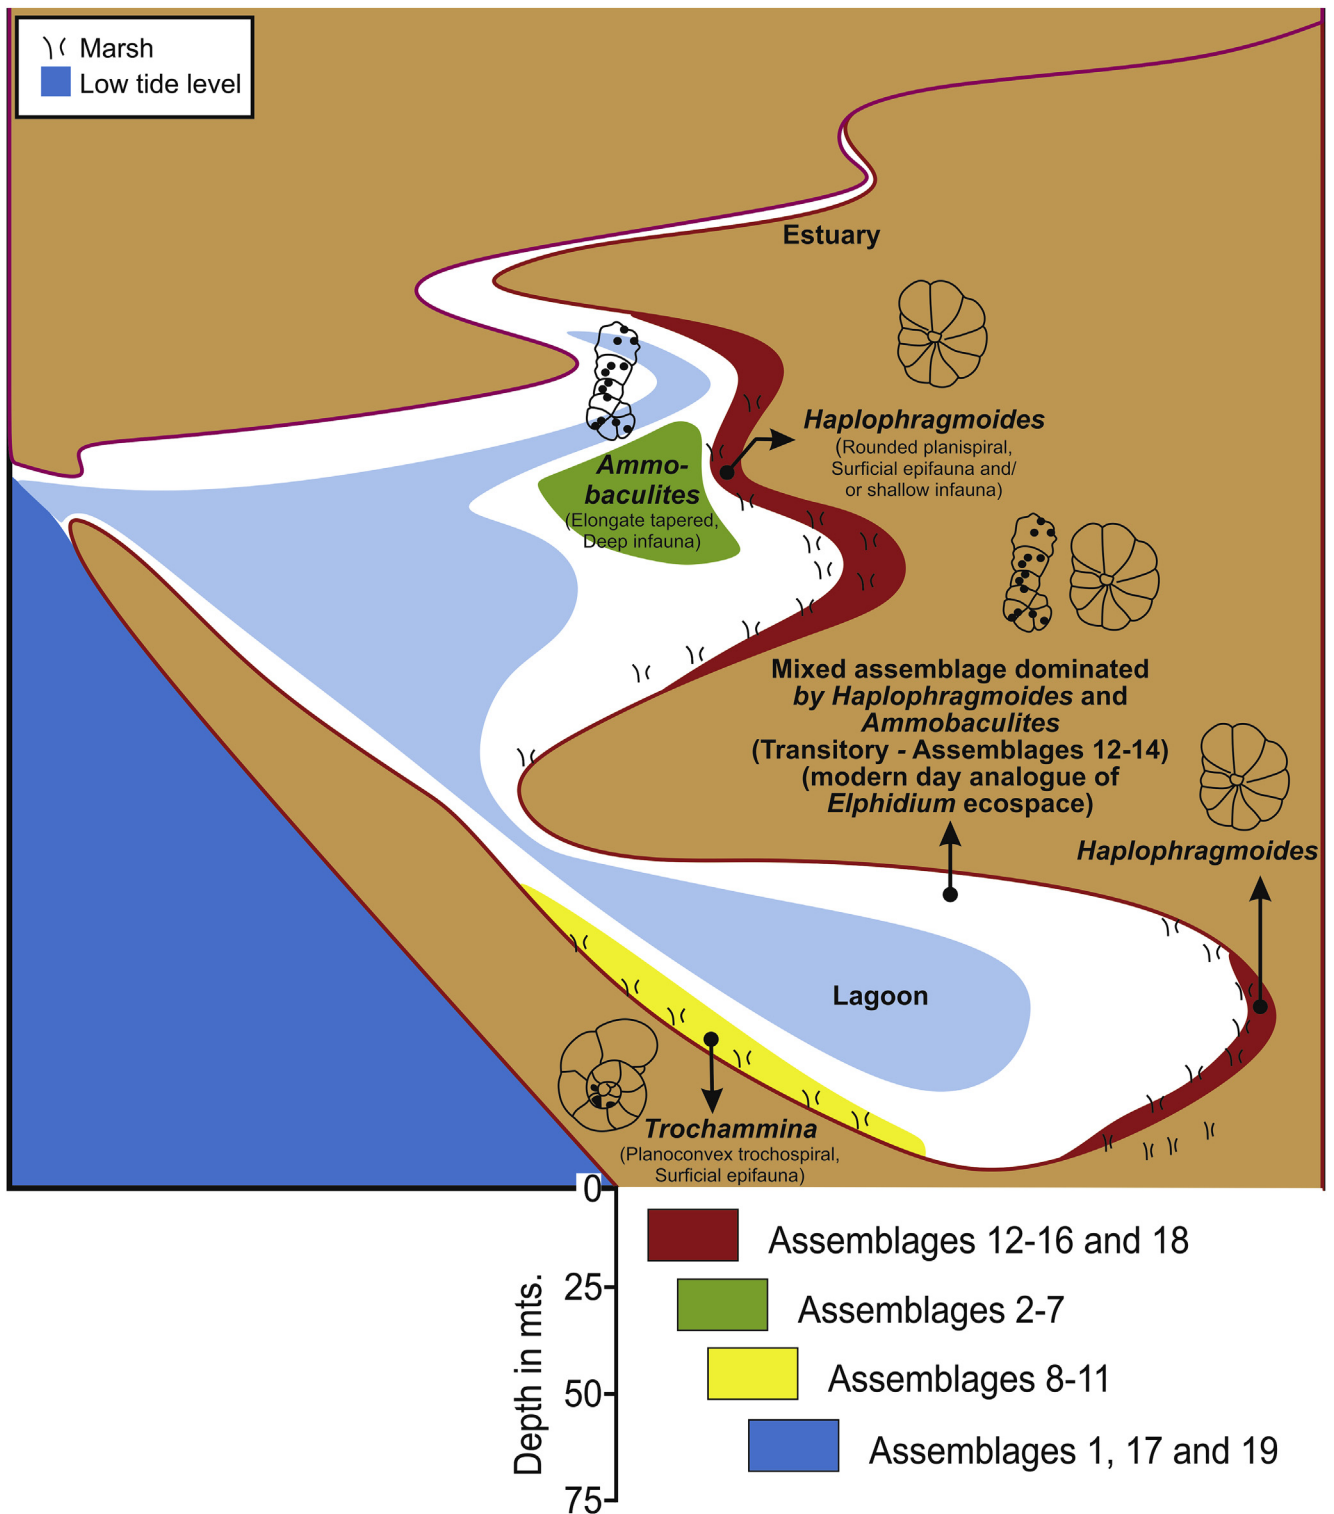 Marsh
Low tide level
Estuary
Haplophragmoides
(Rounded planispiral,
Surficial epifauna and/
or shallow infauna)
Ammo-
baculites
(Elongate tapered,
Deep infauna)
Mixed assemblage dominated
by Haplophragmoides and
Ammobaculites
(Transitory - Assemblages 12-14)
(modern day analogue of
Elphidium ecospace)
Haplophragmoides
Lagoon
Trochammina
(Planoconvex trochospiral,
Surficial epifauna)
0
25
50
75
Depth in mts.
Assemblages 12-16 and 18
Assemblages 2-7
Assemblages 8-11
Assemblages 1, 17 and 19